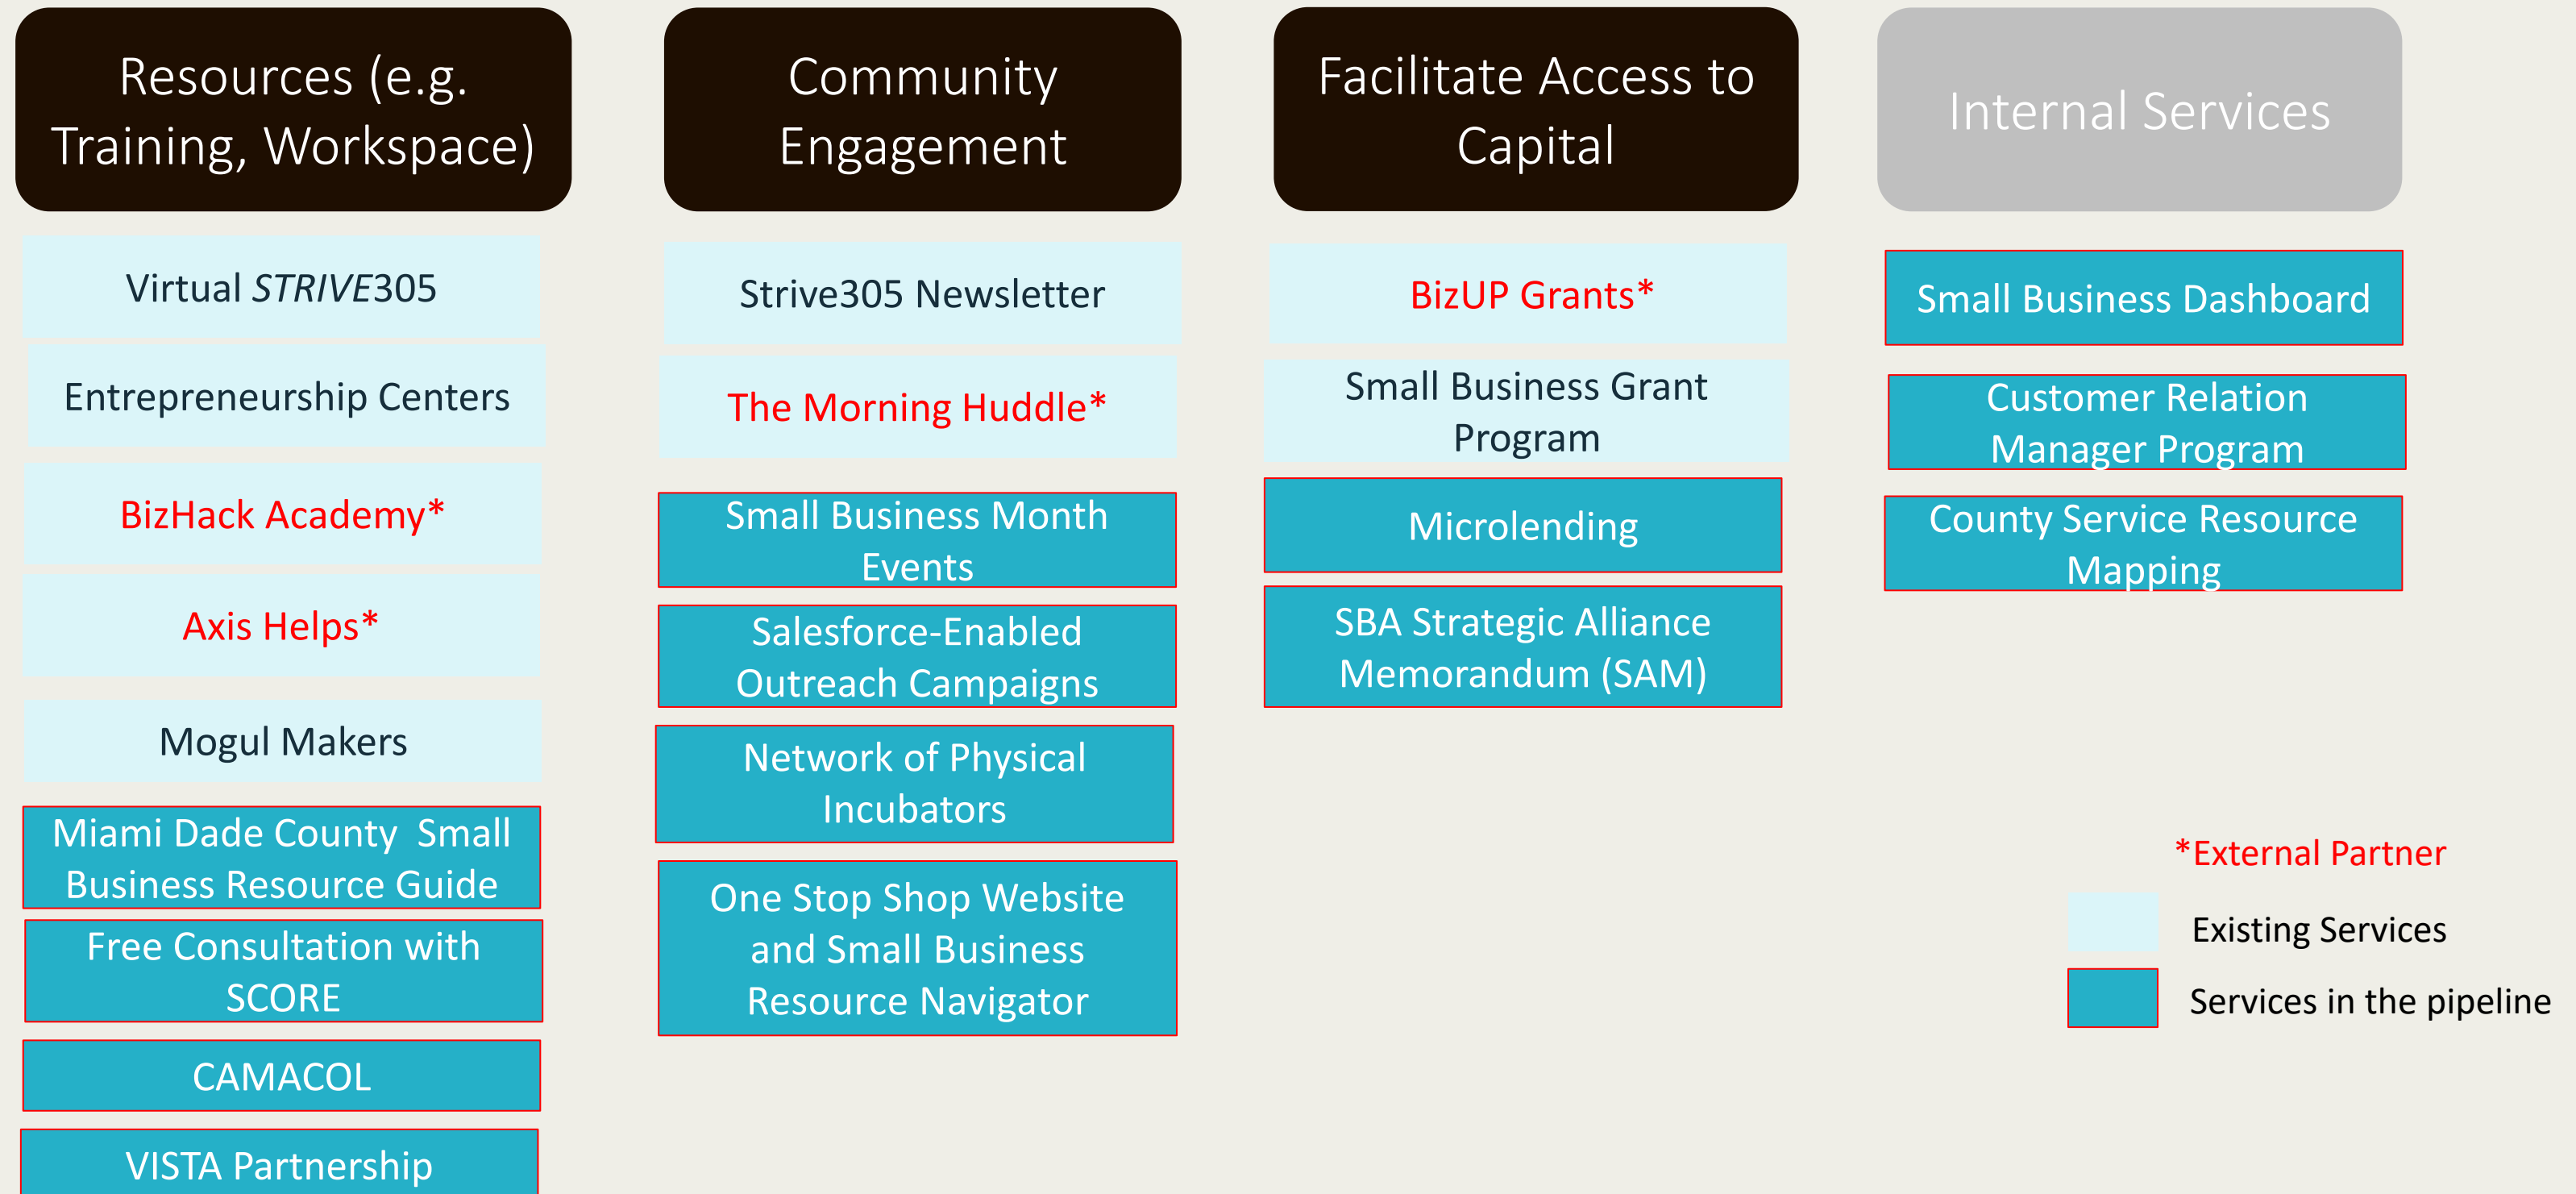 Resources (e.g.
Training, Workspace)
Virtual STRIVE305
Entrepreneurship Centers
BizHack Academy*
Axis Helps*
Mogul Makers
Miami Dade County  Small
Business Resource Guide
Free Consultation with
SCORE
CAMACOL
VISTA Partnership
Community
Engagement
Strive305 Newsletter
The Morning Huddle*
Small Business Month
Events
Salesforce-Enabled
Outreach Campaigns
Network of Physical
Incubators
One Stop Shop Website
and Small Business
Resource Navigator
Facilitate Access to
Capital
BizUP Grants*
Small Business Grant
Program
Microlending
SBA Strategic Alliance
Memorandum (SAM)
Internal Services
Small Business Dashboard
Customer Relation
Manager Program
County Service Resource
Mapping
*External Partner
Existing Services
Services in the pipeline